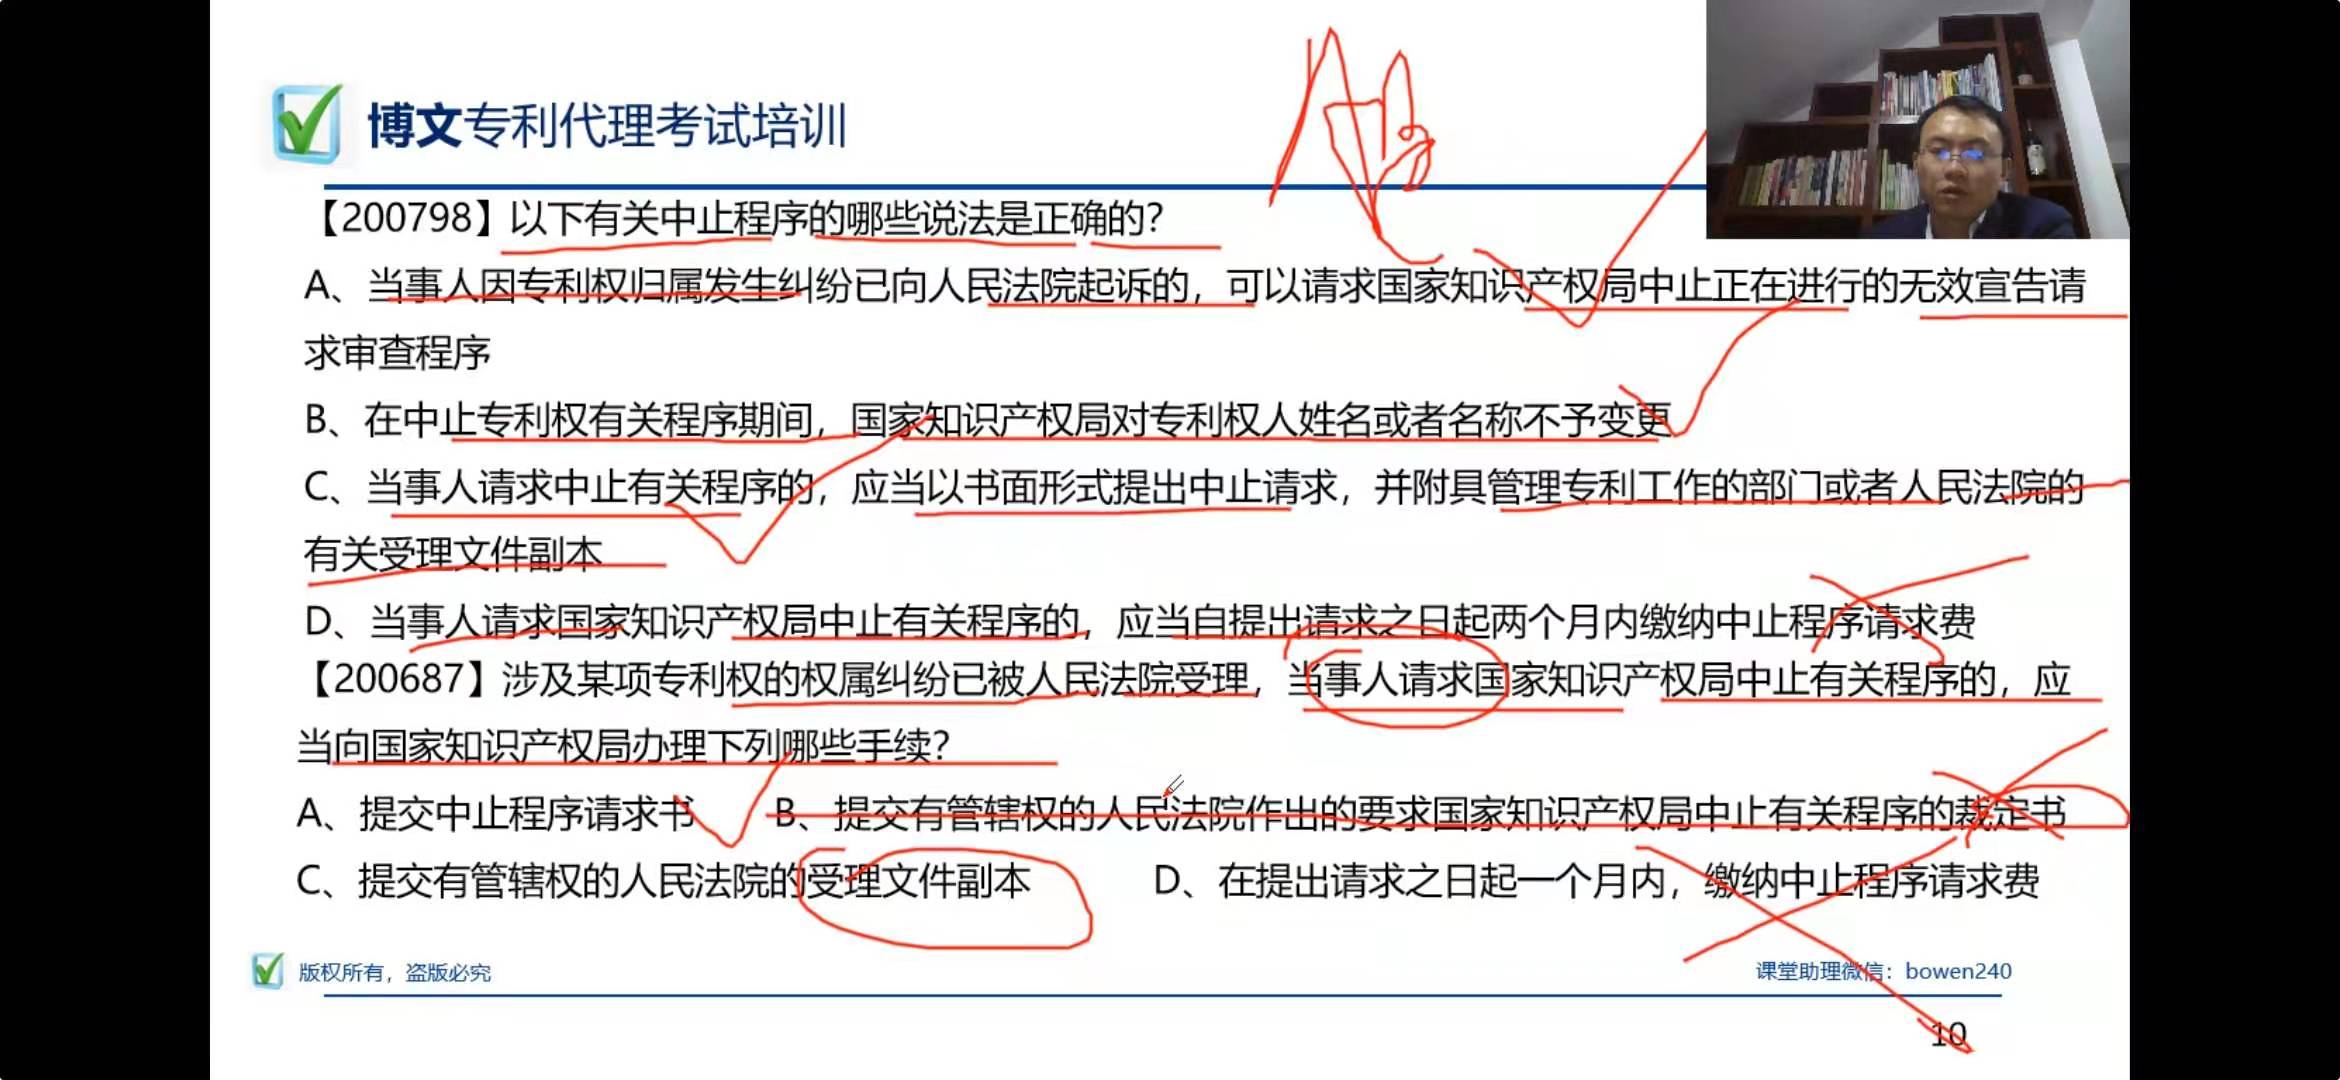 博文专利代理考试培训
【200798】以下有关中止程序的哪些说法是正确的?
A、当事人因专利权归属发生纠纷已向人民法院起诉的，可以请求国家知识产权局中止正在进行的无效宣告请
求审查程序
B、在中止专利权有关程序期间，国家知识产权局对专利权人姓名或者名称不予变更
C、当事人请求中止有关程序的，应当以书面形式提出中止请求，并附具管理专利工作的部门或者人民法院的
有关受理文件副本
D、当事人请求国家知识产权局中止有关程序的，应当自提出请求之日起两个月内缴纳中止程序请求费
【200687】涉及某项专利权的权属纠纷已被人民法院受理，当事人请求国家知识产权局中止有关程序的，应
当向国家知识产权局办理下列哪些手续?
A、提交中止程序请求书 B、提交有管辖权的人民法院作出的要求国家知识产权局中止有关程序的裁定书
C、提交有管辖权的人民法院的受理文件副本 D、在提出请求之日起一个月内，缴纳中止程序请求费
版权所有，盗版必究 课堂助理微信：bowen240
10